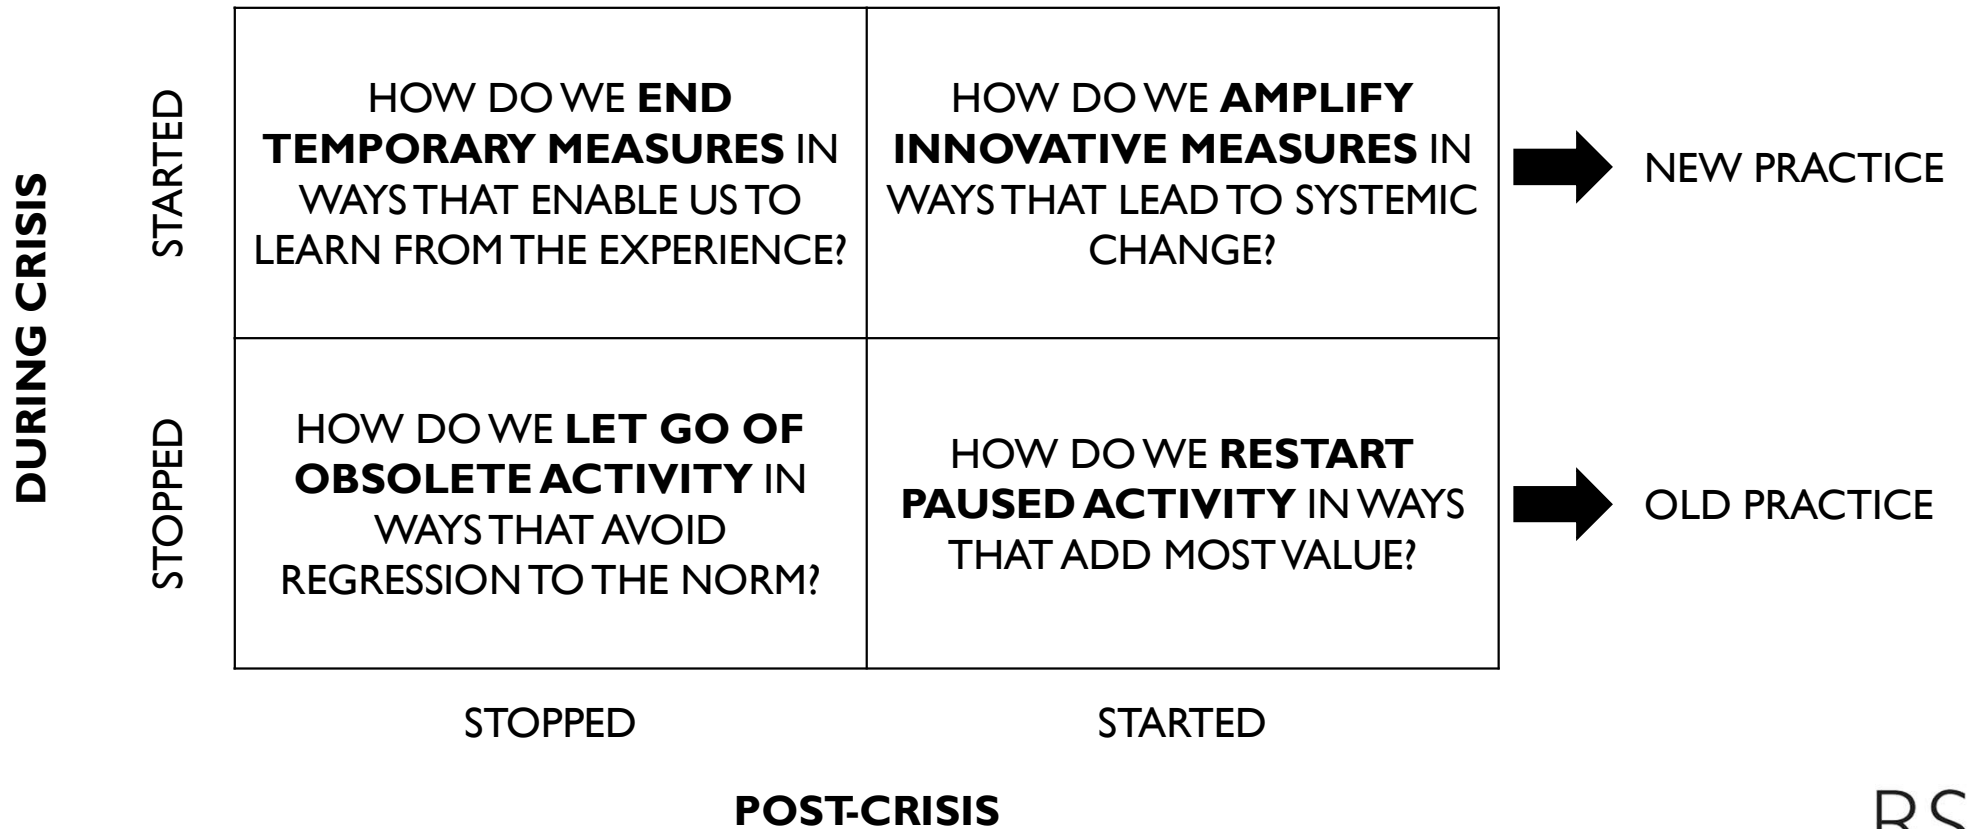 DURING CRISIS
STARTED
HOW DO WE END
TEMPORARY MEASURES IN
WAYS THAT ENABLE US TO
LEARN FROM THE EXPERIENCE?
HOW DO WE AMPLIFY
INNOVATIVE MEASURES IN
WAYS THAT LEAD TO SYSTEMIC
CHANGE?
NEW PRACTICE
STOPPED
HOW DO WE LET GO OF
OBSOLETE ACTIVITY IN
WAYS THAT AVOID
REGRESSION TO THE NORM?
HOW DO WE RESTART
PAUSED ACTIVITY IN WAYS
THAT ADD MOST VALUE?
OLD PRACTICE
STOPPED
STARTED
POST-CRISIS